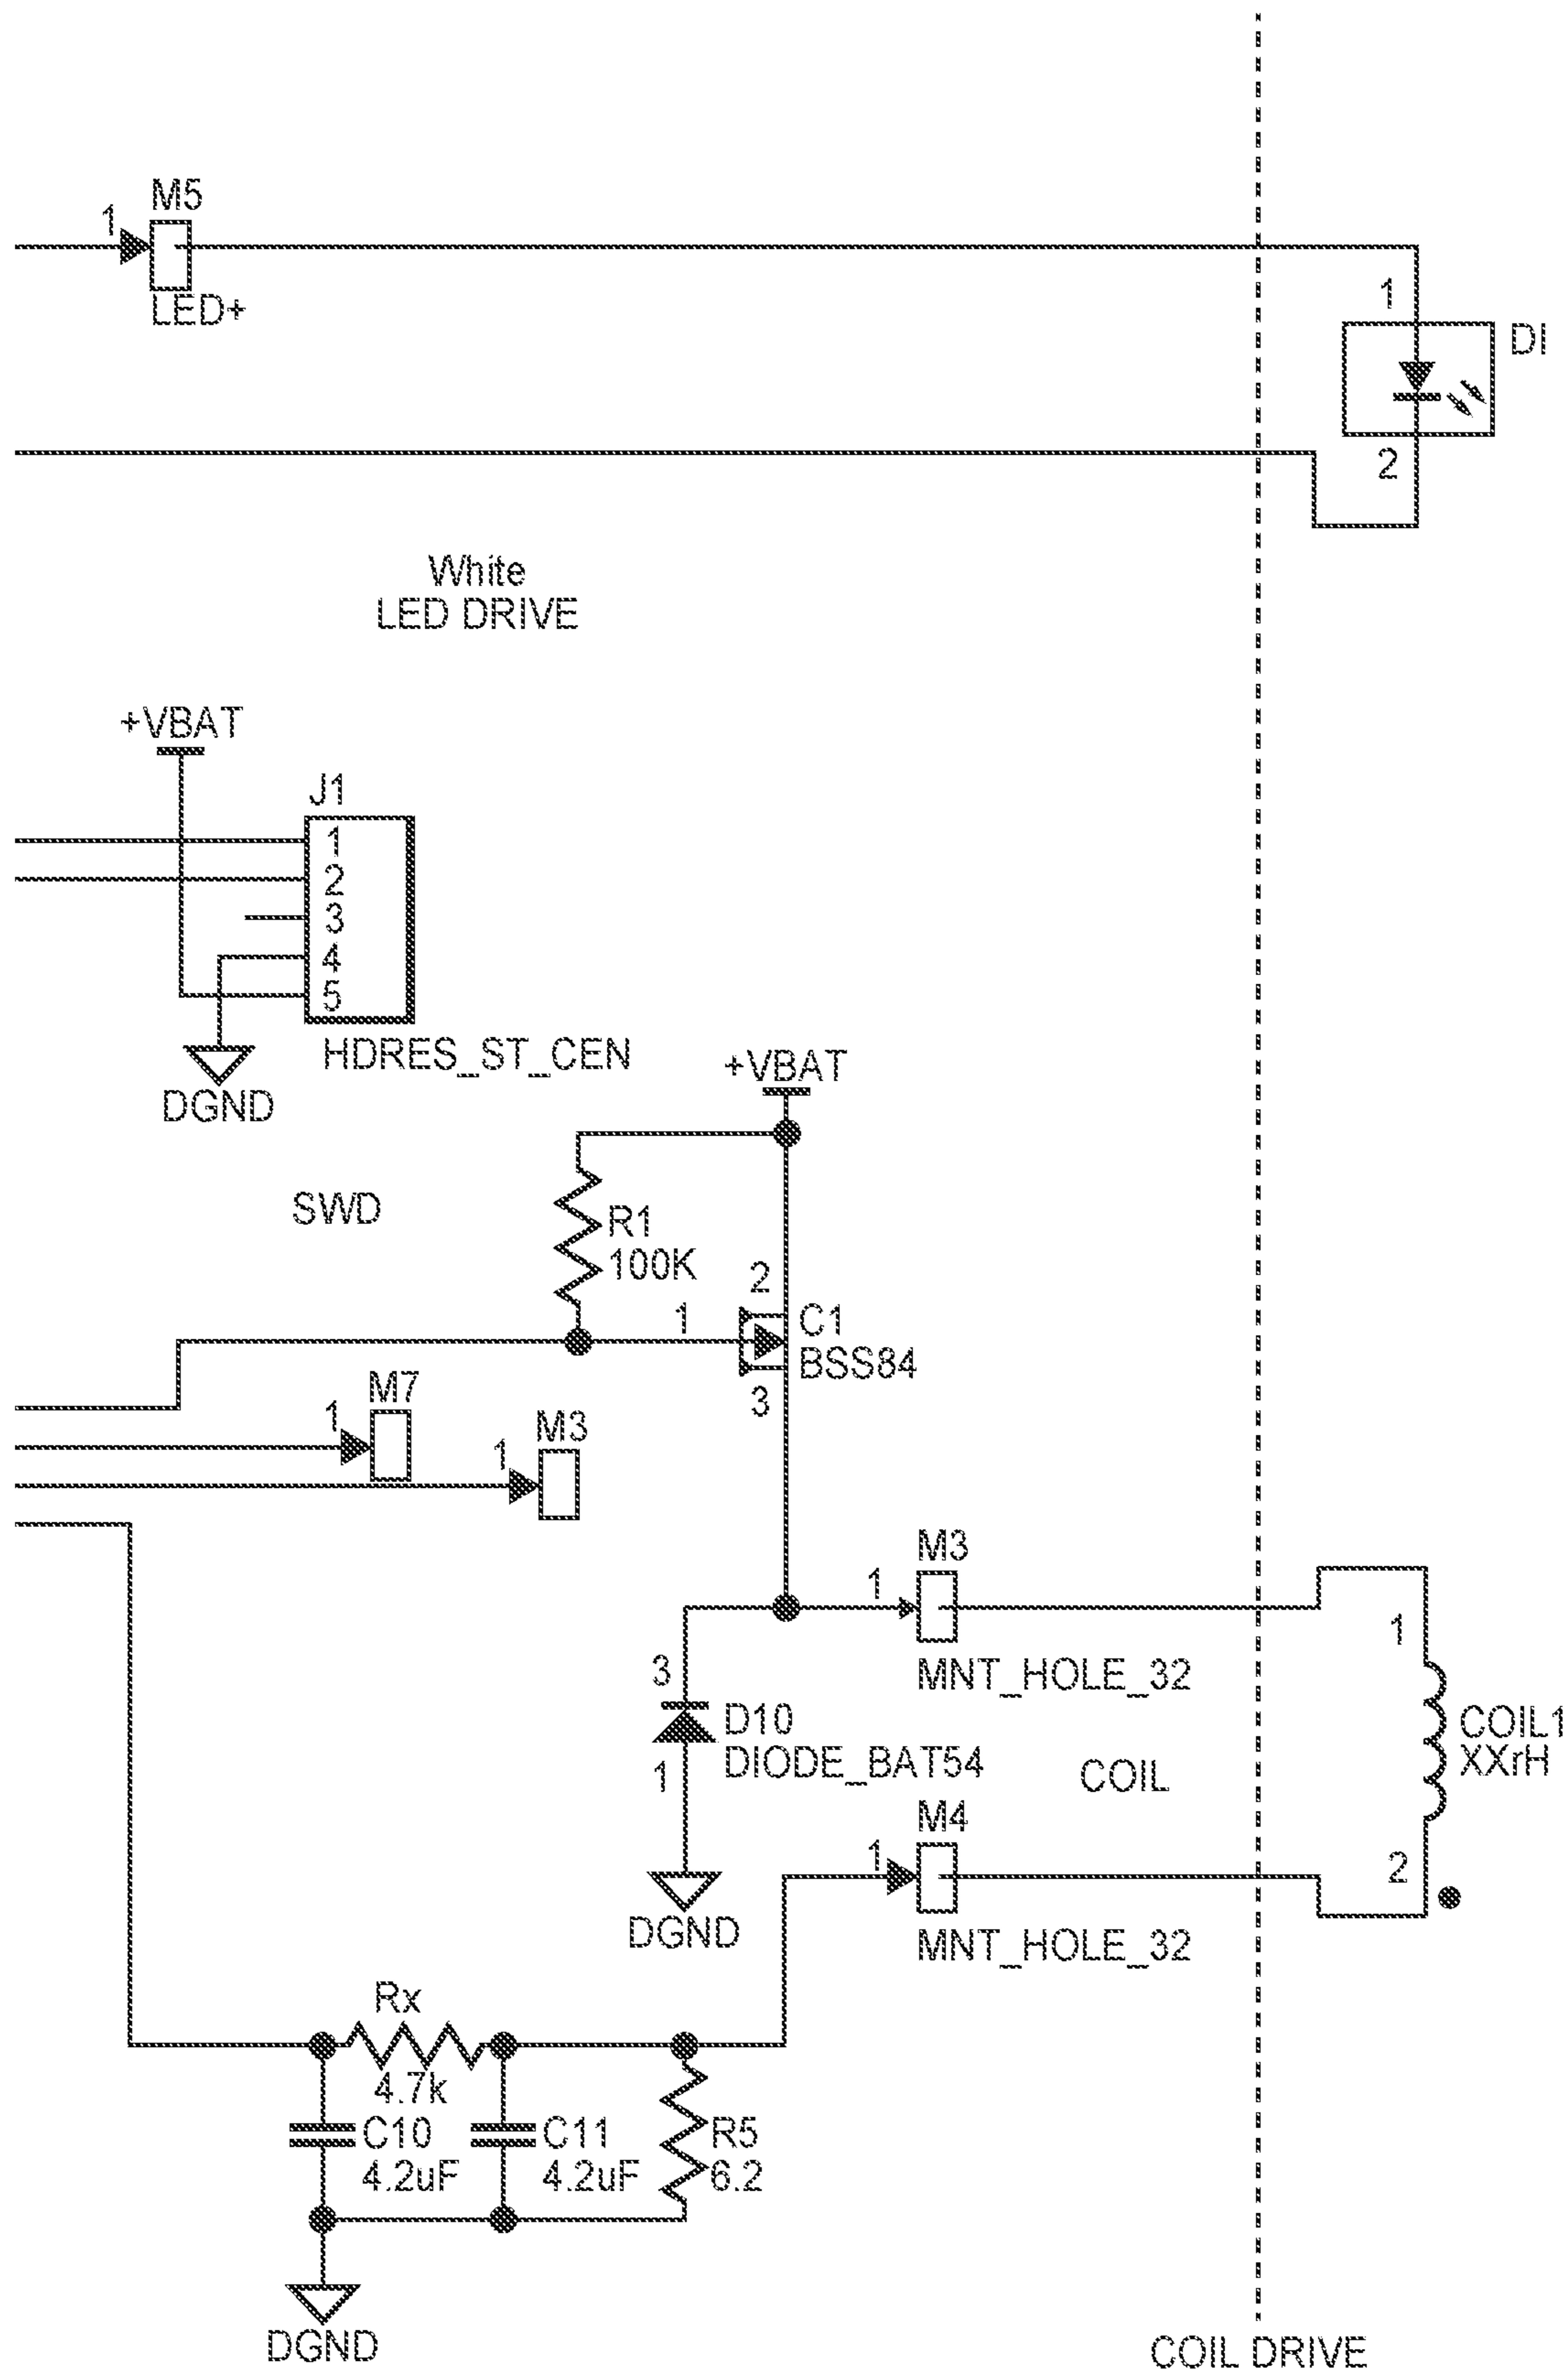 M5
1
LED+
1
DI
2
White
LED DRIVE
+VBAT
J1
1
2
3
4
5
HDRES_ST_CEN
DGND
+VBAT
SWD
R1
100K
2
1
C1
BSS84
3
M7
1
M3
1
M3
1
MNT_HOLE_32
1
3
D10
DIODE_BAT54
1
COIL
COIL1
XXrH
M4
1
2
DGND
MNT_HOLE_32
Rx
4.7k
C10
4.2uF
C11
4.2uF
R5
6.2
DGND
COIL DRIVE